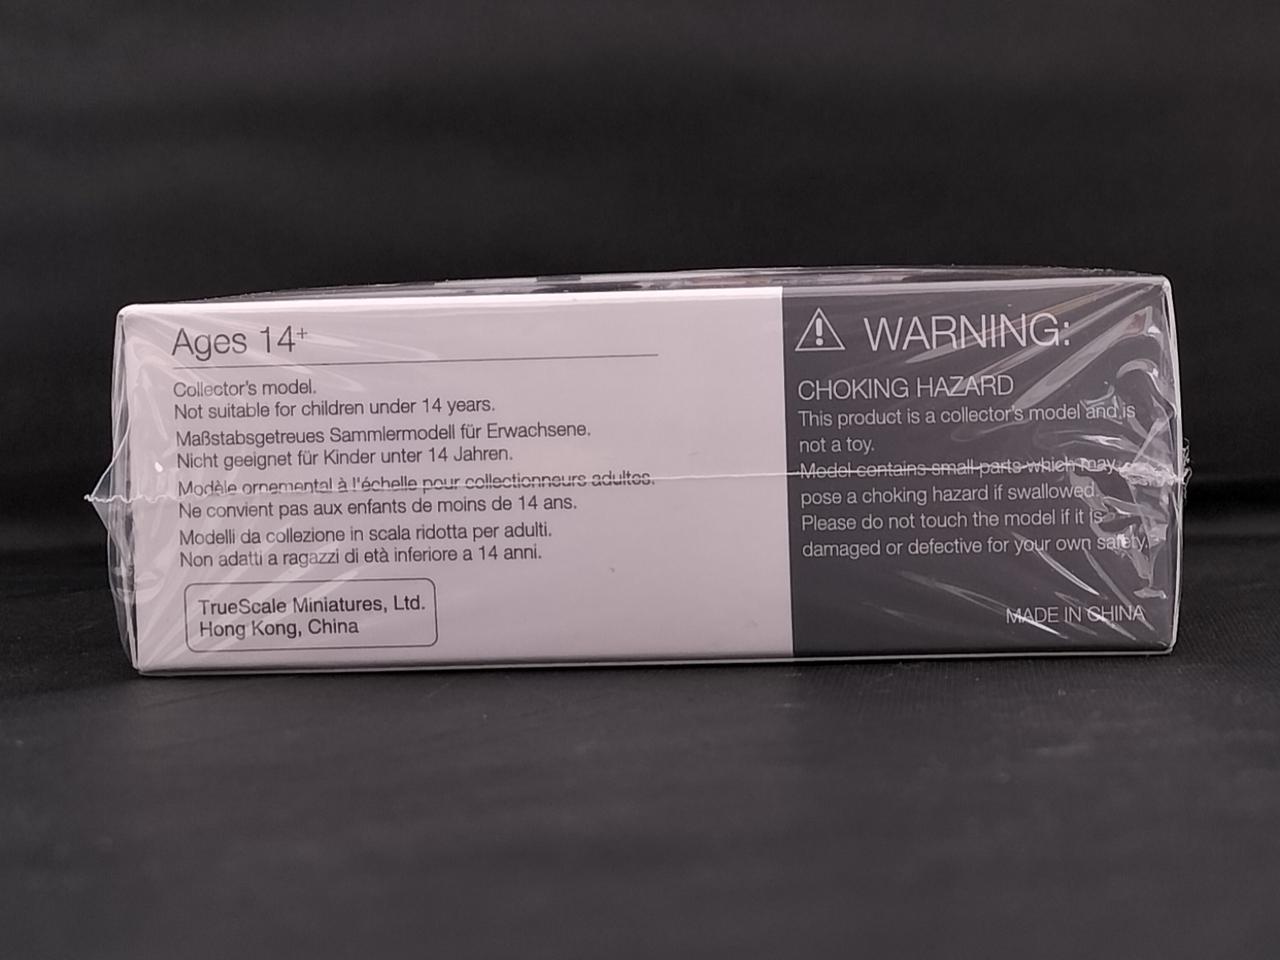 Ages 14+
Collector's model.
Not suitable for children under 14 years.
Maßstabsgetreues Sammlermodell für Erwachsene.
Nicht geeignet für Kinder unter 14 Jahren.
Modèle ornemental à l'échelle pour collectionneurs adultes.
Ne convient pas aux enfants de moins de 14 ans.
Modelli da collezione in scala ridotta per adulti.
Non adatti a ragazzi di età inferiore a 14 anni.
TrueScale Miniatures, Ltd.
Hong Kong, China
WARNING:
CHOKING HAZARD
This product is a collector's model and is
not a toy.
Model contains small parts which may
pose a choking hazard if swallowed.
Please do not touch the model if it is
damaged or defective for your own safety.
MADE IN CHINA